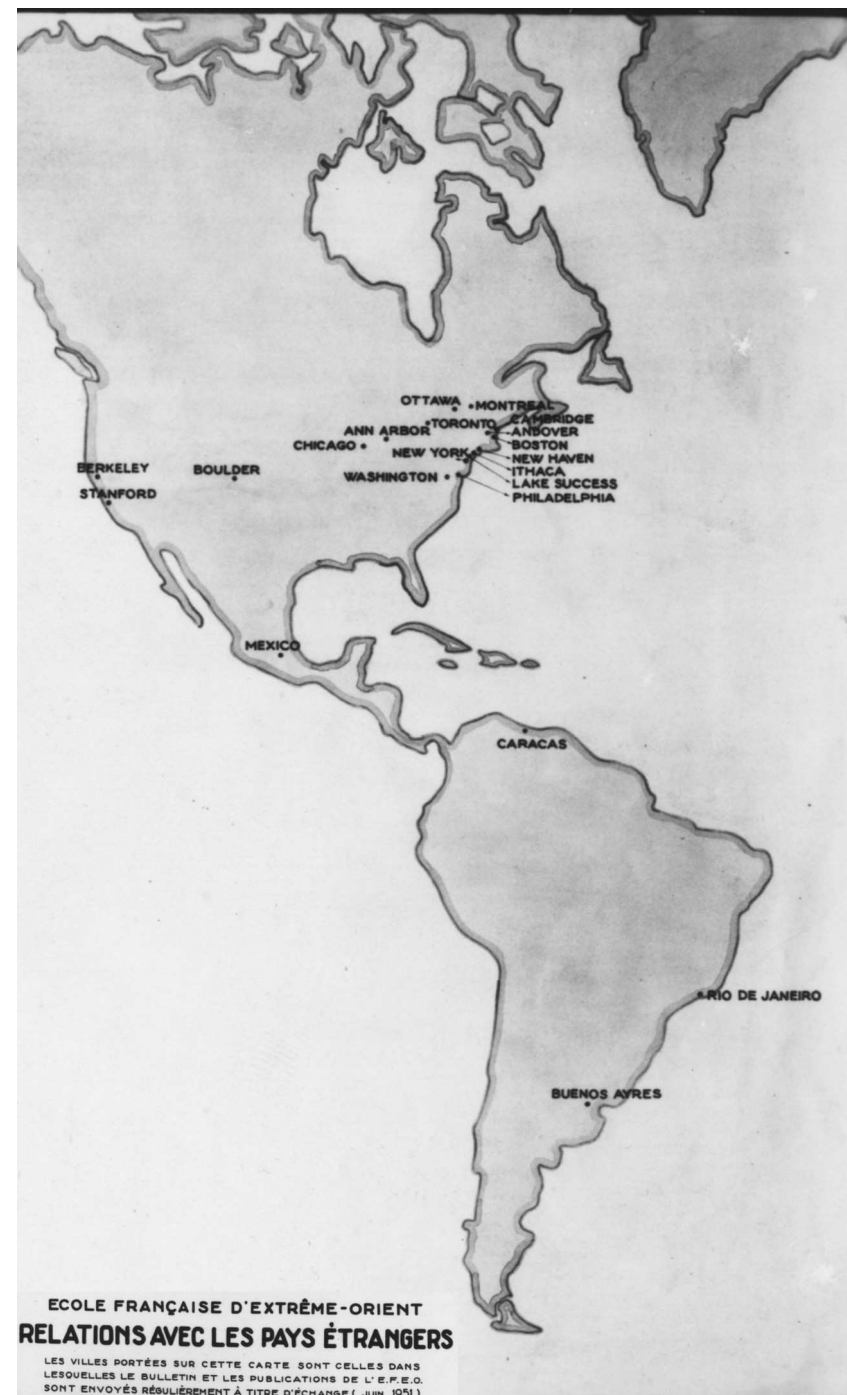 OTTAWA
MONTREAL
CAMBRIDGE
TORONTO
ANDOVER
ANN ARBOR
BOSTON
CHICAGO
NEW YORK
NEW HAVEN
ITHACA
BERKELEY
BOULDER
WASHINGTON
LAKE SUCCESS
STANFORD
PHILADELPHIA
MEXICO
CARACAS
RIO DE JANEIRO
BUENOS AYRES
ECOLE FRANÇAISE D'EXTRÊME-ORIENT
RELATIONS AVEC LES PAYS ÉTRANGERS
LES VILLES PORTÉES SUR CETTE CARTE SONT CELLES DANS
LESQUELLES LE BULLETIN ET LES PUBLICATIONS DE L'E.F.E.O.
SONT ENVOYÉS RÉGULIÈREMENT À TITRE D'ÉCHANGE ( JUIN 1951 )